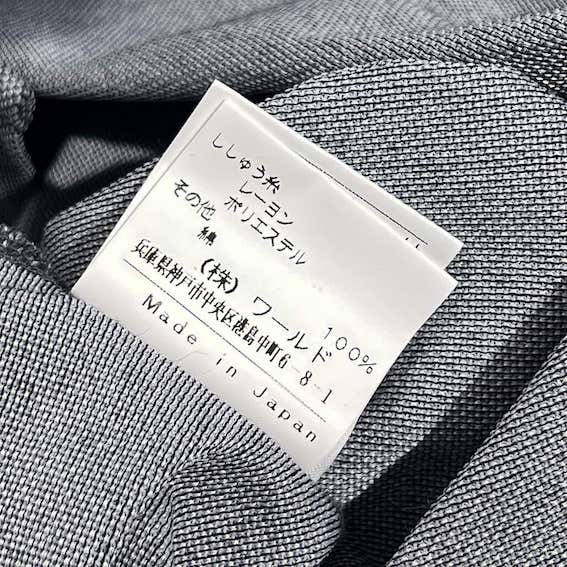 ししゅう糸
レーヨン
ポリエステル
その他
綿 100%
(株) ワールド
兵庫県神戸市中央区港島中町6-8-1
Made in Japan